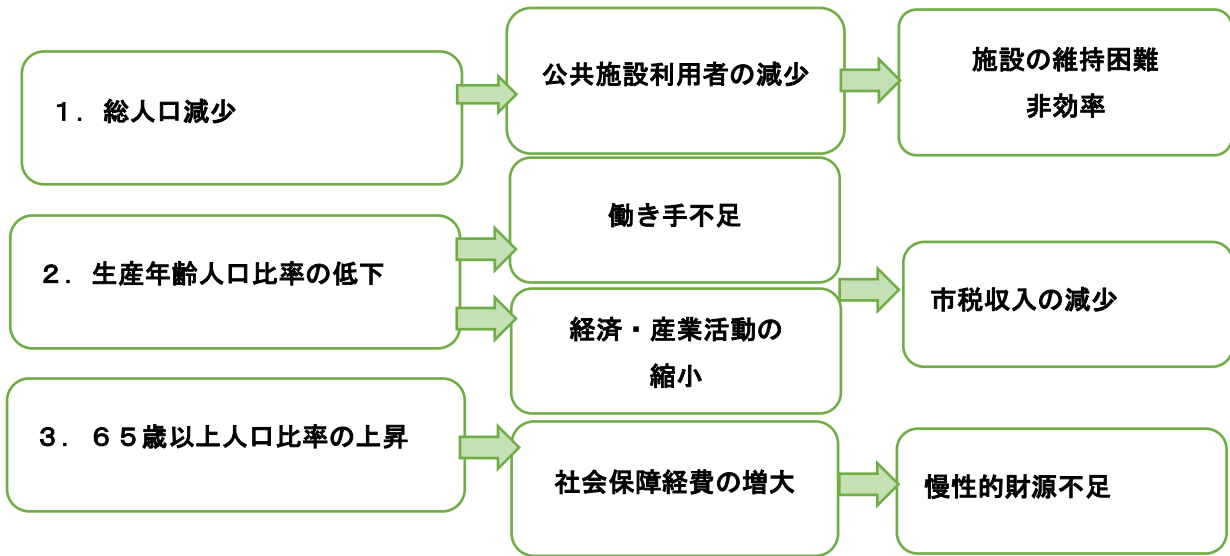 １．総人口減少
公共施設利用者の減少
施設の維持困難
非効率
２．生産年齢人口比率の低下
働き手不足
経済・産業活動の
縮小
市税収入の減少
３．６５歳以上人口比率の上昇
社会保障経費の増大
慢性的財源不足